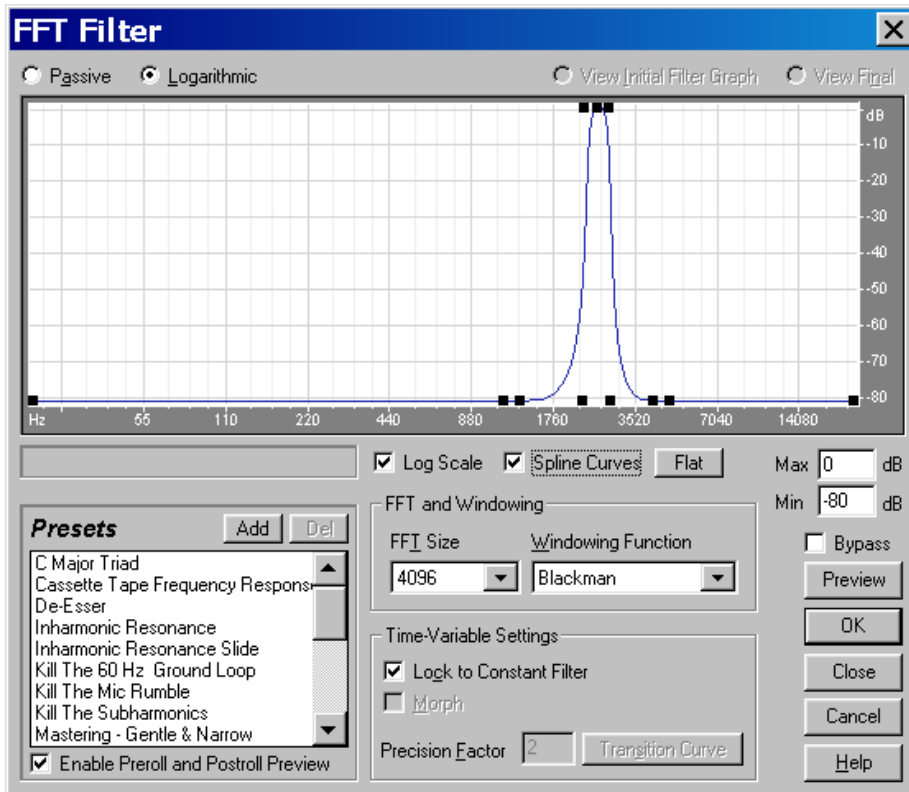 FFT Filter
Passive Logarithmic View Initial Filter Graph View Final
dB
-10
-20
-30
-40
-50
-60
-70
-80
Hz 55 110 220 440 880 1760 3520 7040 14080
Log Scale Spline Curves Flat
Max 0 dB
Min -80 dB
Presets Add Del
C Major Triad
Cassette Tape Frequency Respons
De-Esser
Inharmonic Resonance
Inharmonic Resonance Slide
Kill The 60 Hz Ground Loop
Kill The Mic Rumble
Kill The Subharmonics
Mastering - Gentle & Narrow
Enable Preroll and Postroll Preview
FFT and Windowing
FFT Size Windowing Function
4096 Blackman
Time-Variable Settings
Lock to Constant Filter
Morph
Precision Factor 2 Transition Curve
Bypass
Preview
OK
Close
Cancel
Help